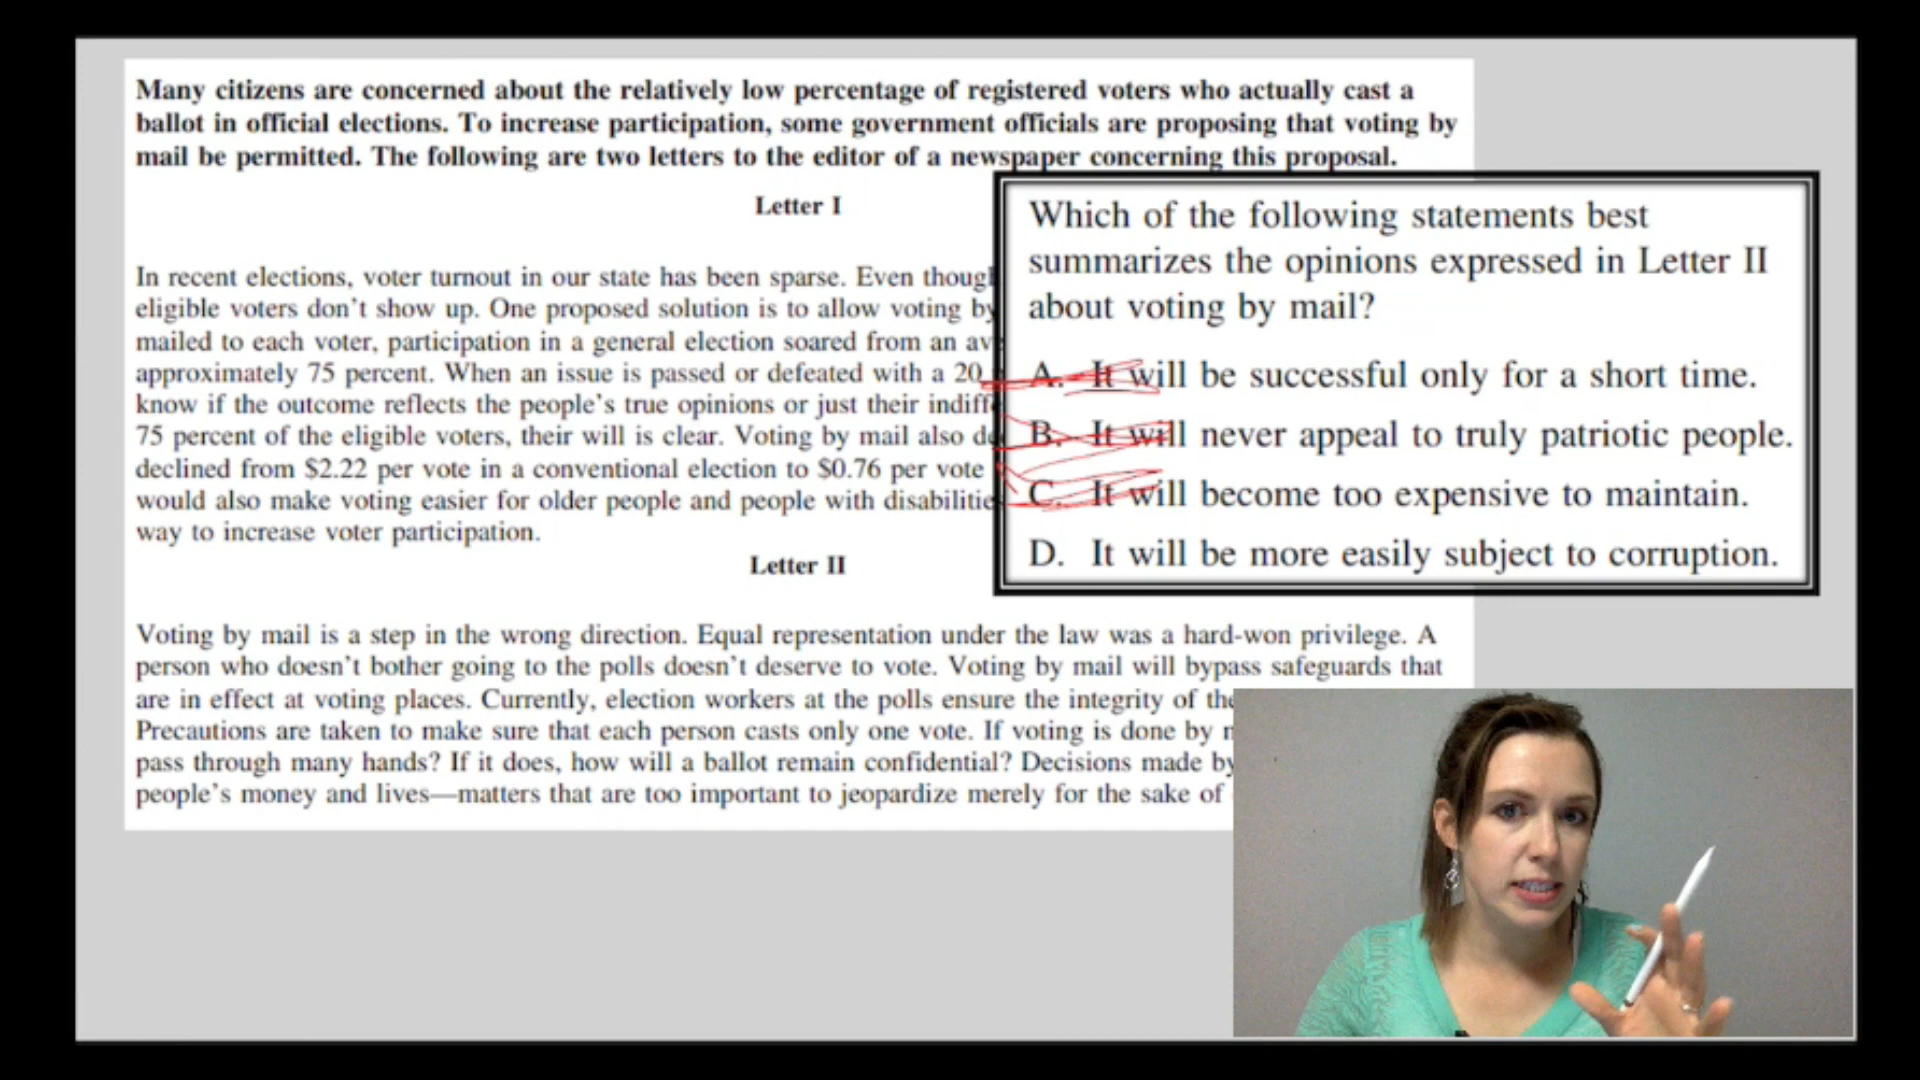 Many citizens are concerned about the relatively low percentage of registered voters who actually cast a
ballot in official elections. To increase participation, some government officials are proposing that voting by
mail be permitted. The following are two letters to the editor of a newspaper concerning this proposal.
Letter I
In recent elections, voter turnout in our state has been sparse. Even
eligible voters don't show up. One proposed solution is to allow voting by
mailed to each voter, participation in a general election soared from an
approximately 75 percent. When an issue is passed or defeated with a 20
know if the outcome reflects the people's true opinions or just their
75 percent of the eligible voters, their will is clear. Voting by mail also
declined from $2.22 per vote in a conventional election to $0.76 per vote
would also make voting easier for older people and people with
way to increase voter participation.
Letter II
Voting by mail is a step in the wrong direction. Equal representation under the law was a hard-won privilege. A
person who doesn't bother going to the polls doesn't deserve to vote. Voting by mail will bypass safeguards that
are in effect at voting places. Currently, election workers at the polls ensure the integrity of the
Precautions are taken to make sure that each person casts only one vote. If voting is done by
pass through many hands? If it does, how will a ballot remain confidential? Decisions made by
people's money and lives—matters that are too important to jeopardize merely for the sake of
Which of the following statements best
summarizes the opinions expressed in Letter II
about voting by mail?
A. It will be successful only for a short time.
B. It will never appeal to truly patriotic people.
C. It will become too expensive to maintain.
D. It will be more easily subject to corruption.